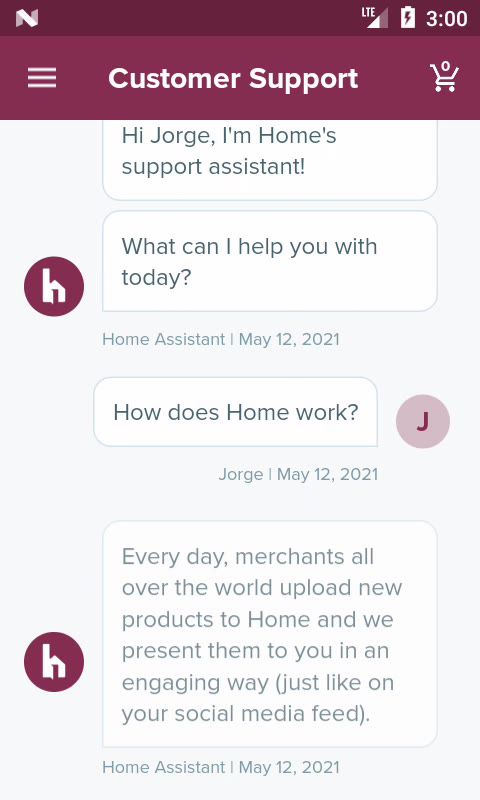 LTE 3:00
Customer Support
0
Hi Jorge, I'm Home's
support assistant!
What can I help you with
today?
h
Home Assistant | May 12, 2021
How does Home work?
J
Jorge | May 12, 2021
Every day, merchants all
over the world upload new
products to Home and we
present them to you in an
engaging way (just like on
your social media feed).
h
Home Assistant | May 12, 2021